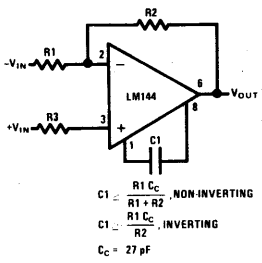 R2
R1
−VIN
2
−
6
VOUT
LM144
8
R3
+VIN
3
+
1
C1
C1 ≥ R1 CC / R1 + R2 , NON-INVERTING
C1 ≥ R1 CC / R2 , INVERTING
CC = 27 pF